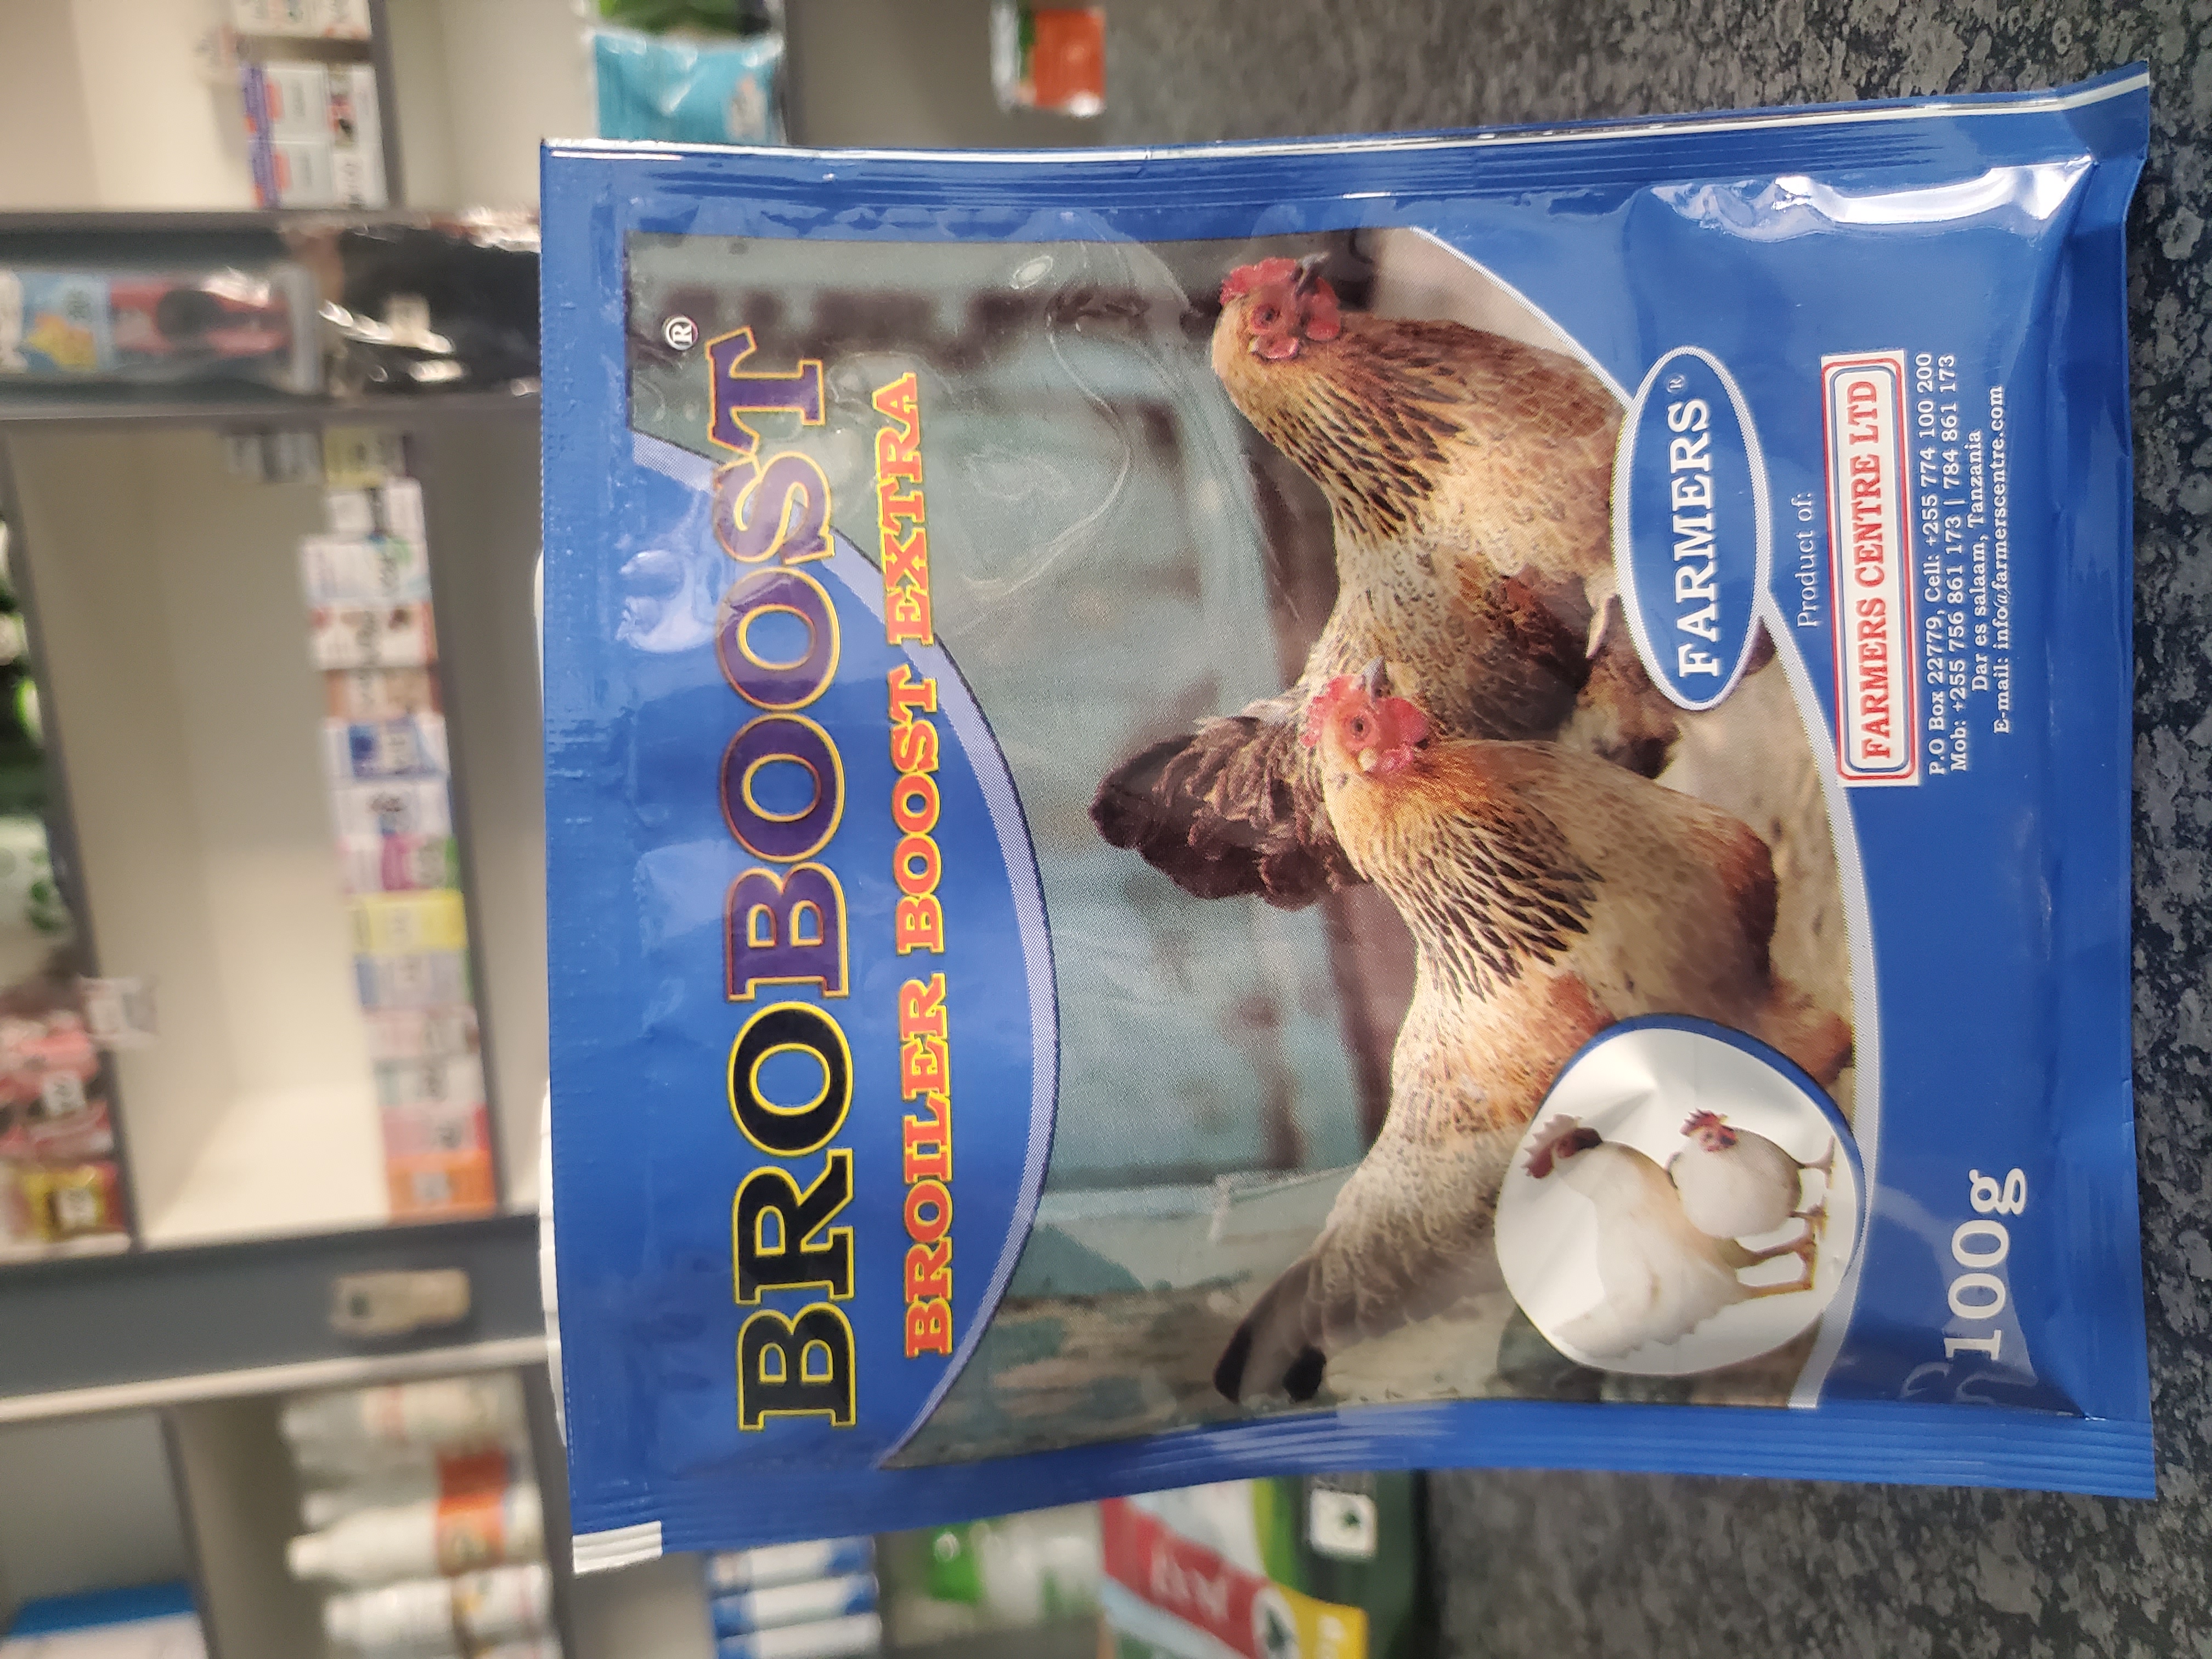 BROBOOST®
BROILER BOOST EXTRA
FARMERS®
Product of:
FARMERS CENTRE LTD
P.O Box 22779, Cell: +255 774 100 200
Mob: +255 756 861 173 | 784 861 173
Dar es salaam, Tanzania
E-mail: info@farmerscentre.com
100g